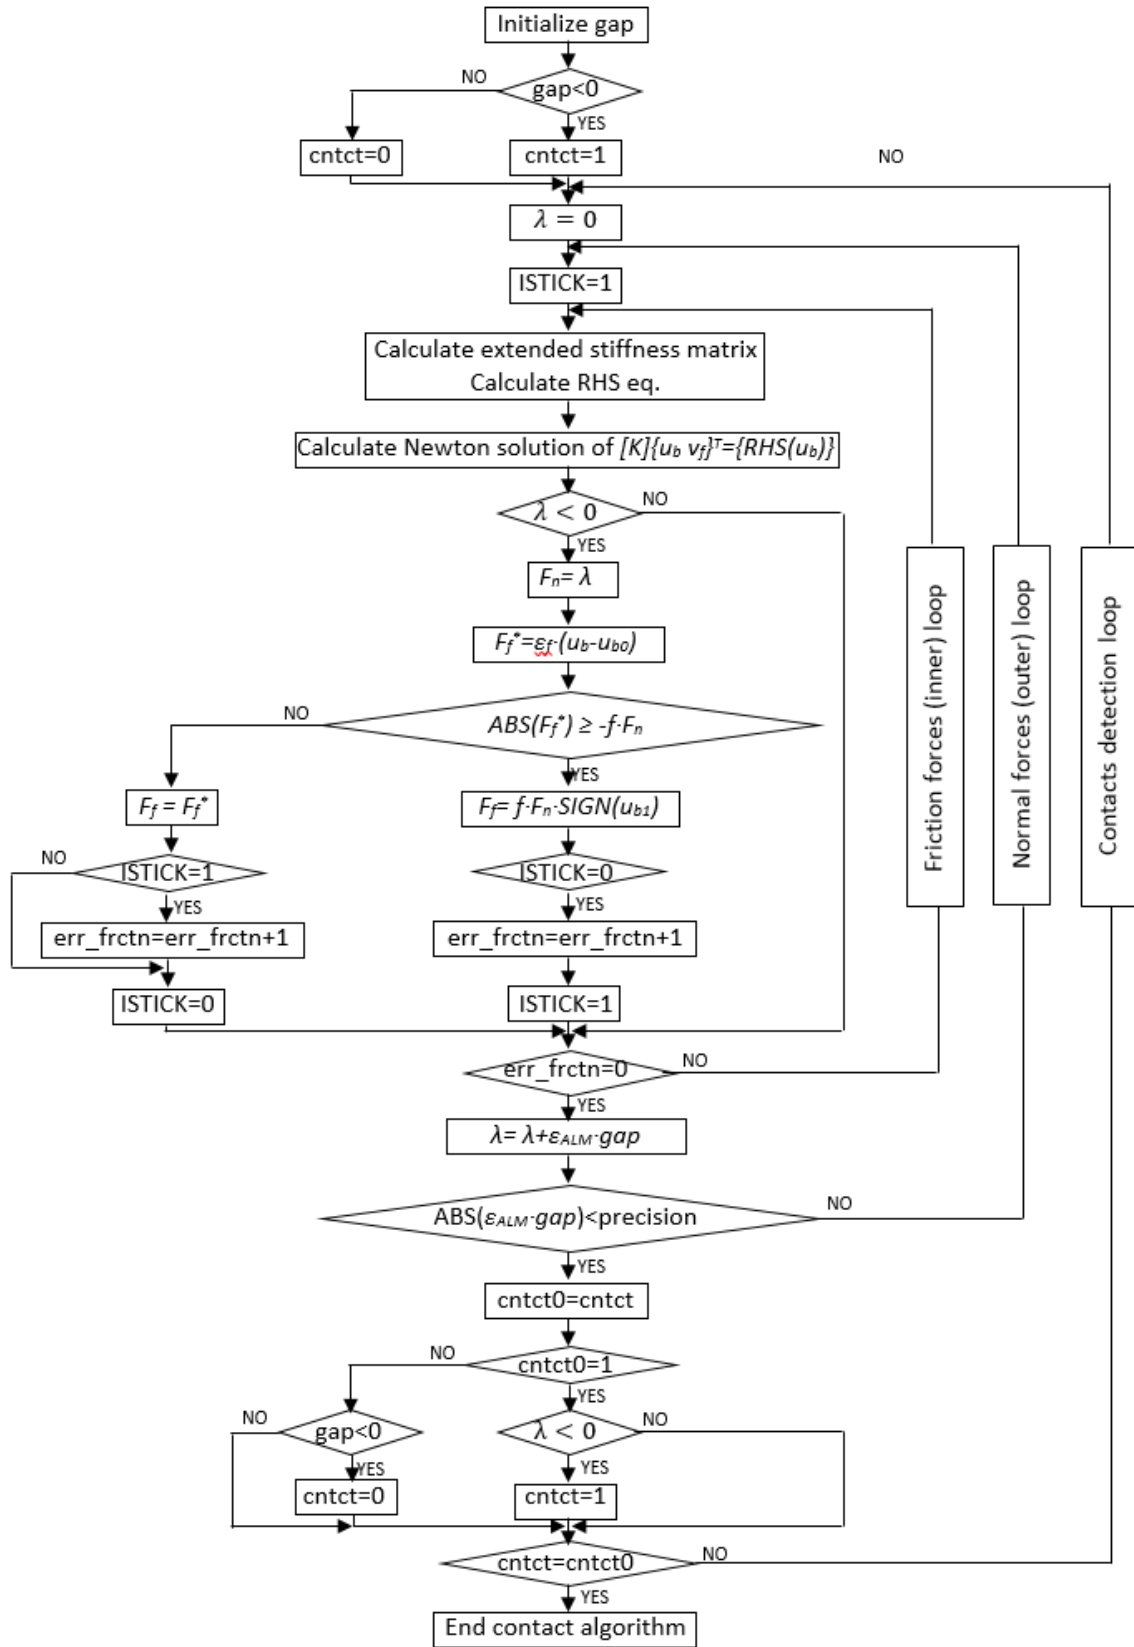 Initialize gap
NO
gap<0
YES
cntct=0
cntct=1
NO
λ = 0
ISTICK=1
Calculate extended stiffness matrix
Calculate RHS eq.
Calculate Newton solution of [K]{u_b v_f}^T={RHS(u_b)}
λ < 0
NO
YES
F_n= λ
F_f*=ε_f·(u_b-u_b0)
NO
ABS(F_f*) ≥ -f·F_n
YES
F_f = F_f*
F_f= f·F_n·SIGN(u_b1)
NO
ISTICK=1
ISTICK=0
YES
YES
err_frctn=err_frctn+1
err_frctn=err_frctn+1
ISTICK=0
ISTICK=1
Friction forces (inner) loop
Normal forces (outer) loop
Contacts detection loop
err_frctn=0
NO
YES
λ= λ+ε_ALM·gap
ABS(ε_ALM·gap)<precision
NO
YES
cntct0=cntct
NO
cntct0=1
YES
NO
gap<0
λ < 0
NO
YES
YES
cntct=0
cntct=1
cntct=cntct0
NO
YES
End contact algorithm